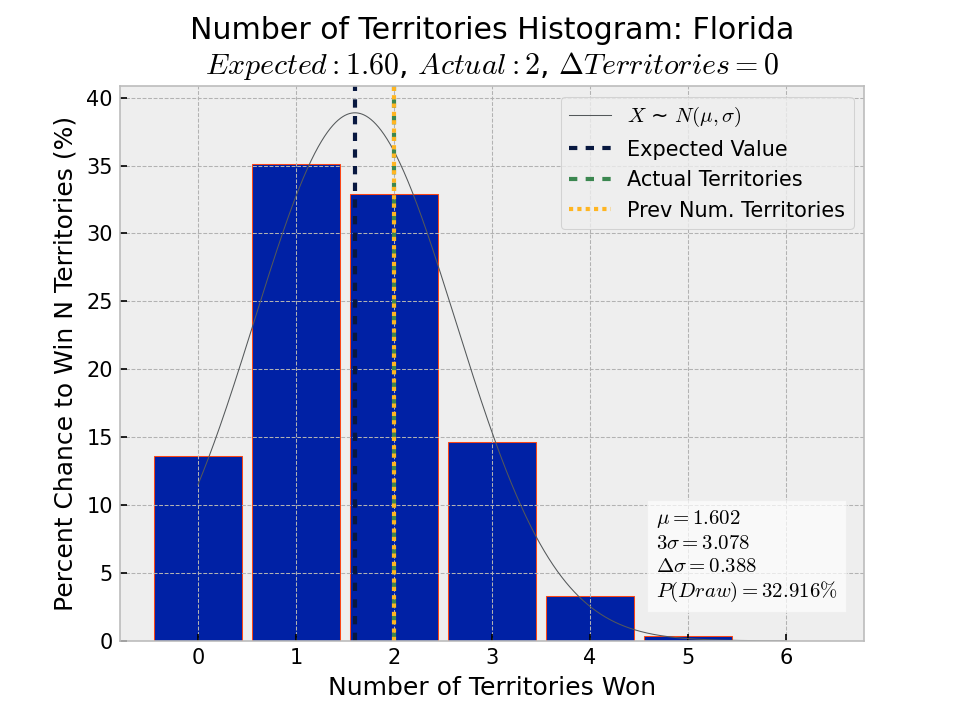 Number of Territories Histogram: Florida
Expected : 1.60, Actual : 2, ΔTerritories = 0
Percent Chance to Win N Territories (%)
40
35
30
25
20
15
10
5
0
X ∼ N(μ, σ)
Expected Value
Actual Territories
Prev Num. Territories
μ = 1.602
3σ = 3.078
Δσ = 0.388
P(Draw) = 32.916%
0 1 2 3 4 5 6
Number of Territories Won